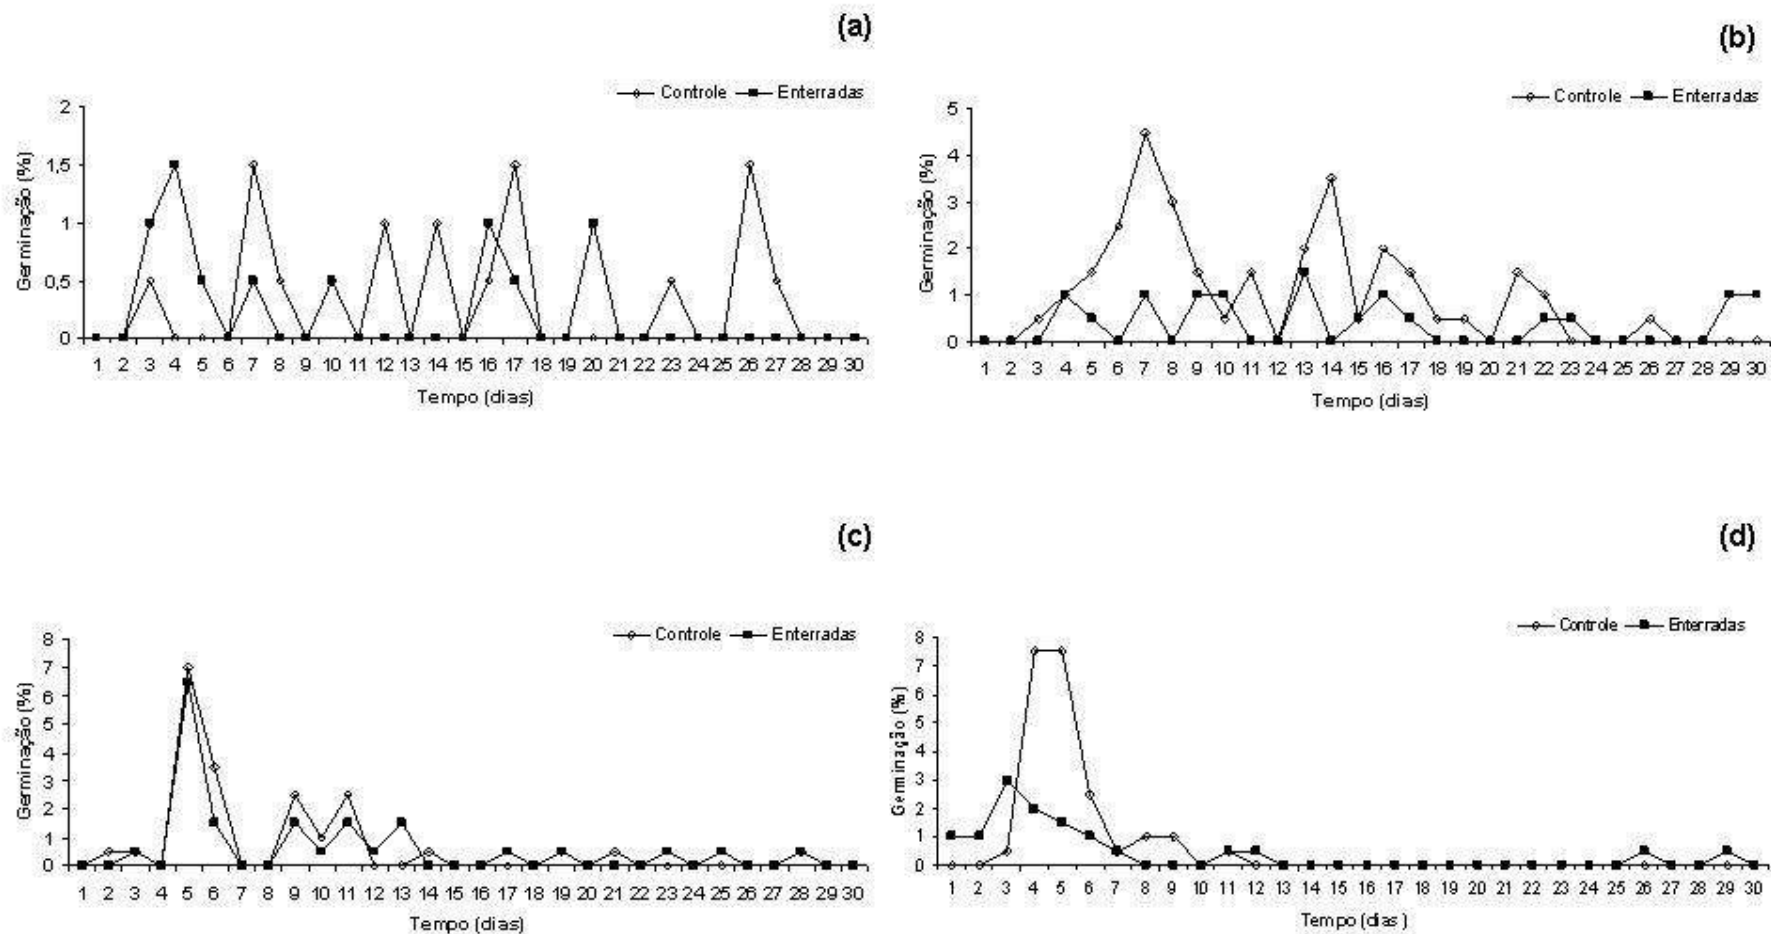 (a)
Controle Enterradas
2
1,5
1
0,5
0
Germinação (%)
1 2 3 4 5 6 7 8 9 10 11 12 13 14 15 16 17 18 19 20 21 22 23 24 25 26 27 28 29 30
Tempo (dias)
(b)
Controle Enterradas
5
4
3
2
1
0
Germinação (%)
1 2 3 4 5 6 7 8 9 10 11 12 13 14 15 16 17 18 19 20 21 22 23 24 25 26 27 28 29 30
Tempo (dias)
(c)
Controle Enterradas
8
7
6
5
4
3
2
1
0
Germinação (%)
1 2 3 4 5 6 7 8 9 10 11 12 13 14 15 16 17 18 19 20 21 22 23 24 25 26 27 28 29 30
Tempo (dias)
(d)
Controle Enterradas
8
7
6
5
4
3
2
1
0
Germinação (%)
1 2 3 4 5 6 7 8 9 10 11 12 13 14 15 16 17 18 19 20 21 22 23 24 25 26 27 28 29 30
Tempo (dias)